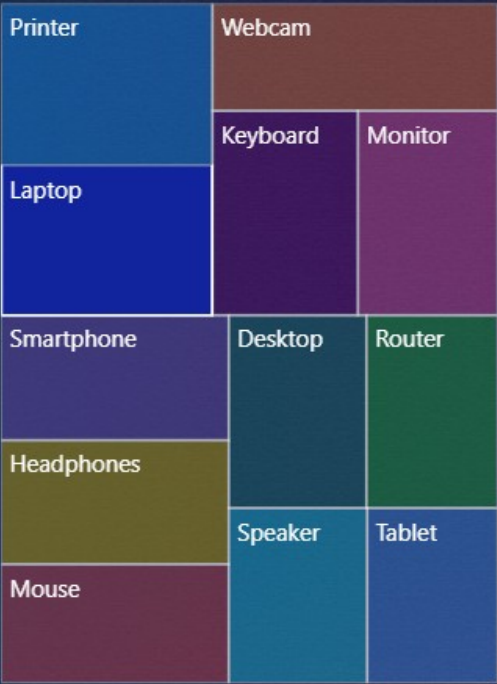 Printer
Webcam
Keyboard
Monitor
Laptop
Smartphone
Desktop
Router
Headphones
Speaker
Tablet
Mouse